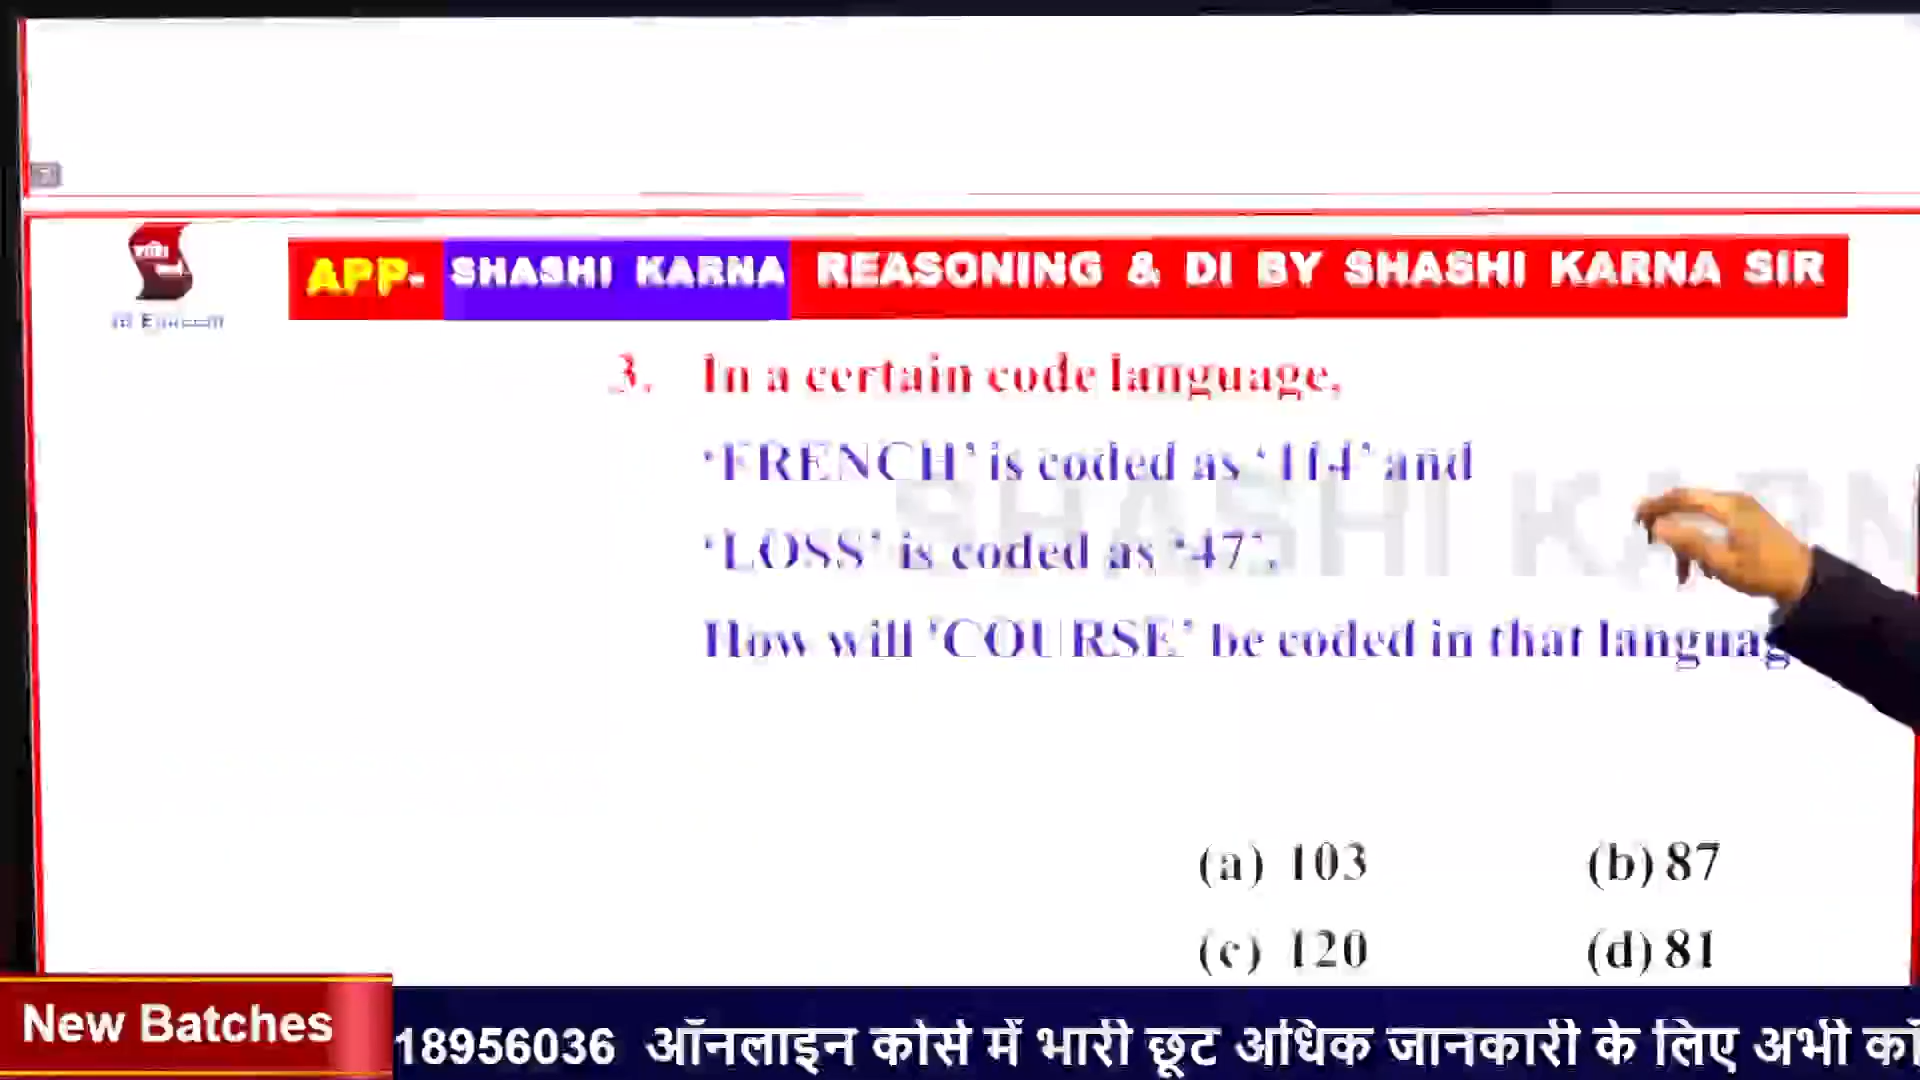 APP- SHASHI KARNA REASONING & DI BY SHASHI KARNA SIR
3. In a certain code language,
'FRENCH' is coded as '114' and
SHASHI KARN
'LOSS' is coded as '47'.
How will 'COURSE' be coded in that languag
(a) 103 (b) 87
(c) 120 (d) 81
New Batches 18956036 ऑनलाइन कोर्स में भारी छूट अधिक जानकारी के लिए अभी कॉ